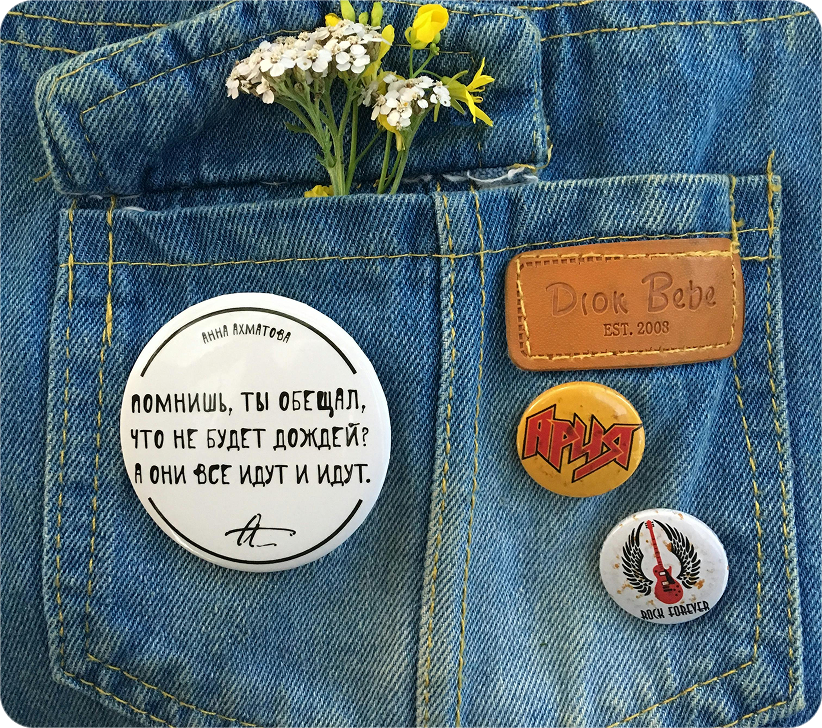 АННА АХМАТОВА
ПОМНИШЬ, ТЫ ОБЕЩАЛ,
ЧТО НЕ БУДЕТ ДОЖДЕЙ?
А ОНИ ВСЕ ИДУТ И ИДУТ.
Diok Bebe
EST. 2008
АРИЯ
ROCK FOREVER